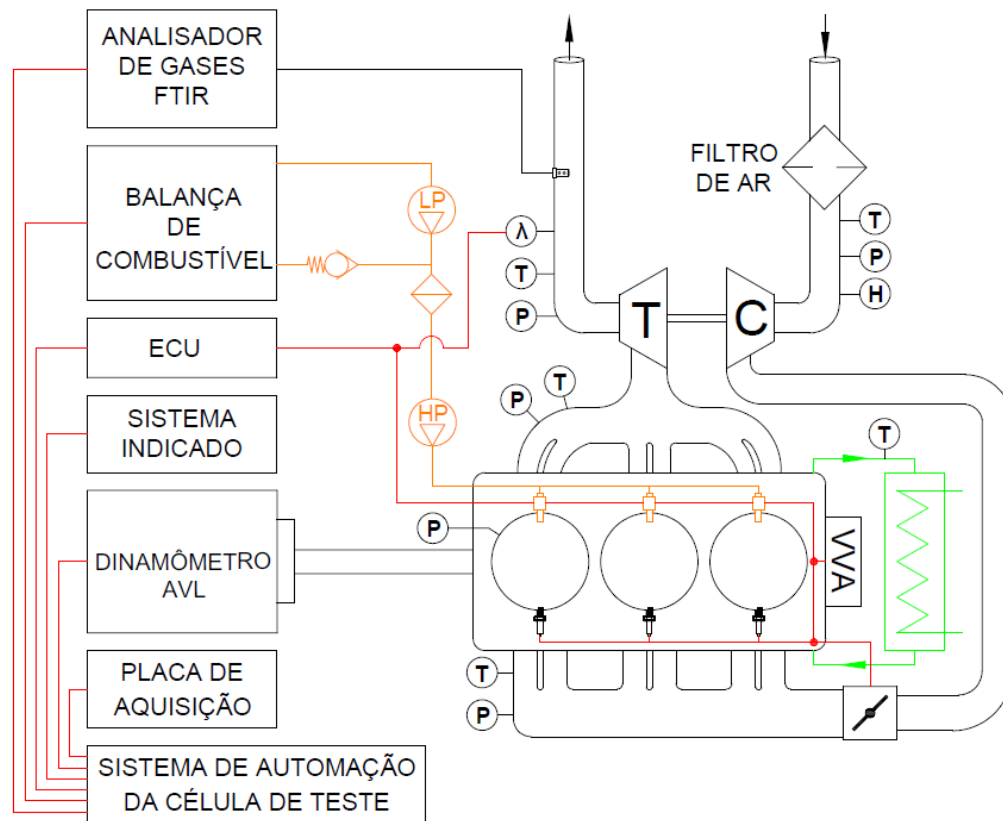 ANALISADOR
DE GASES
FTIR
BALANÇA
DE
COMBUSTÍVEL
ECU
SISTEMA
INDICADO
DINAMÔMETRO
AVL
PLACA DE
AQUISIÇÃO
SISTEMA DE AUTOMAÇÃO
DA CÉLULA DE TESTE
LP
HP
λ
T
P
FILTRO
DE AR
T
P
H
T
C
P
T
P
T
VVA
T
P